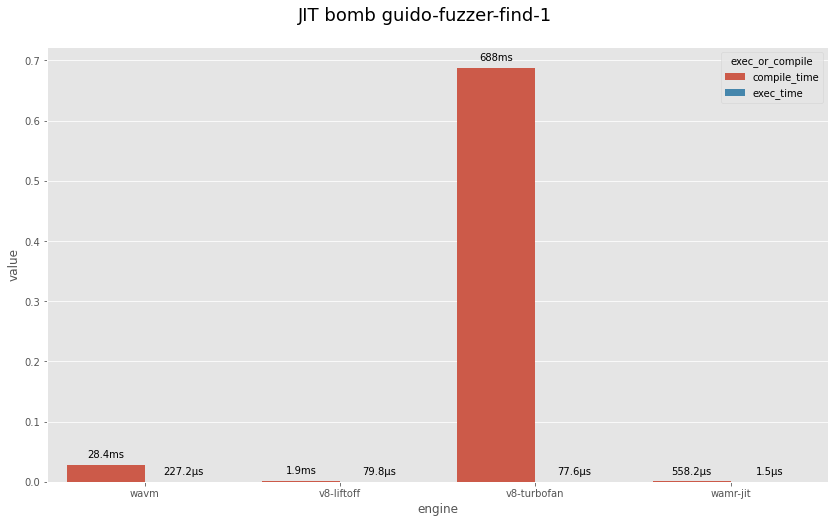 JIT bomb guido-fuzzer-find-1
exec_or_compile
compile_time
exec_time
value
0.7
0.6
0.5
0.4
0.3
0.2
0.1
0.0
28.4ms
227.2µs
1.9ms
79.8µs
688ms
77.6µs
558.2µs
1.5µs
wavm
v8-liftoff
v8-turbofan
wamr-jit
engine